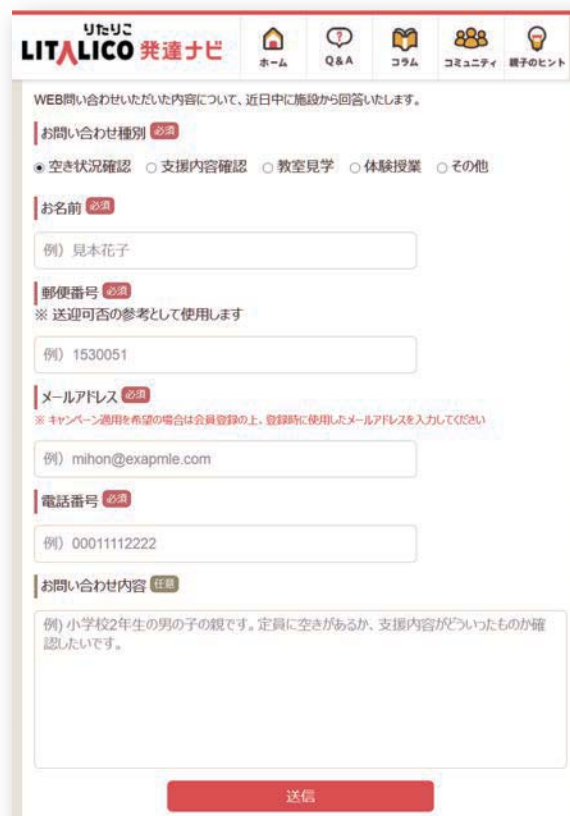 りたりこ
LITALICO 発達ナビ
ホーム
Q&A
コラム
コミュニティ
親子のヒント
WEB問い合わせいただいた内容について、近日中に施設から回答いたします。
お問い合わせ種別 必須
空き状況確認 支援内容確認 教室見学 体験授業 その他
お名前 必須
例）見本花子
郵便番号 必須
※ 送迎可否の参考として使用します
例）1530051
メールアドレス 必須
※ キャンペーン適用を希望の場合は会員登録の上、登録時に使用したメールアドレスを入力してください
例）mihon@exapmle.com
電話番号 必須
例）00011112222
お問い合わせ内容 任意
例) 小学校2年生の男の子の親です。定員に空きがあるか、支援内容がどういったものか確
認したいです。
送信